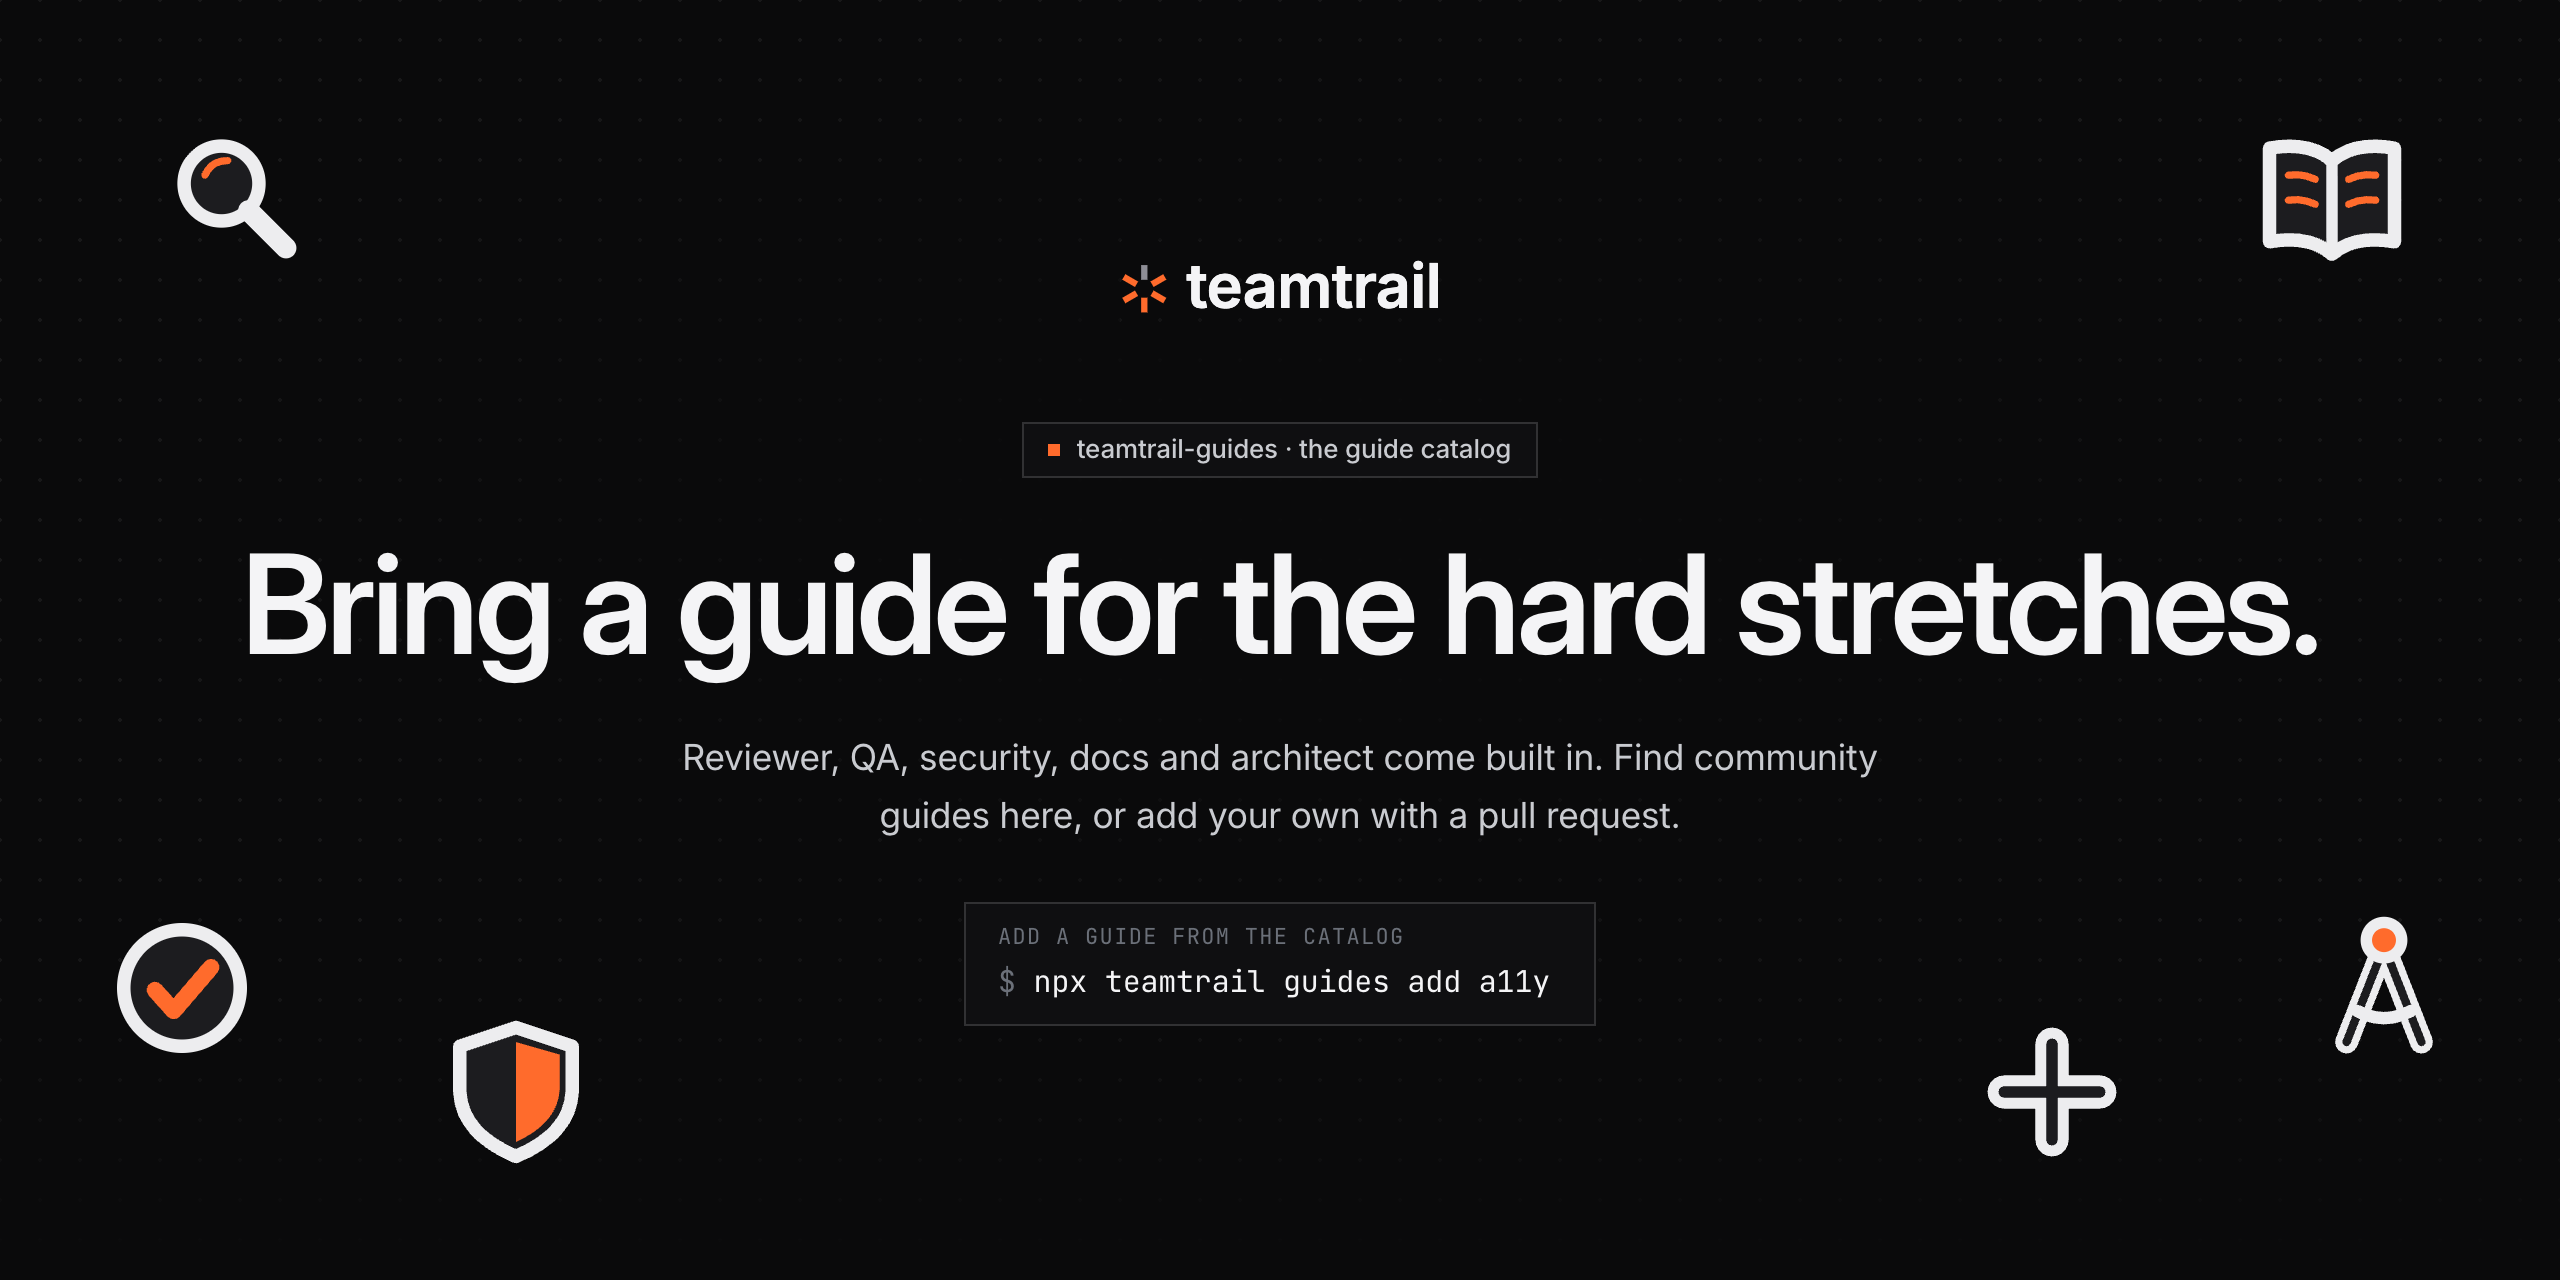 teamtrail
teamtrail-guides · the guide catalog
Bring a guide for the hard stretches.
Reviewer, QA, security, docs and architect come built in. Find community
guides here, or add your own with a pull request.
ADD A GUIDE FROM THE CATALOG
$ npx teamtrail guides add a11y